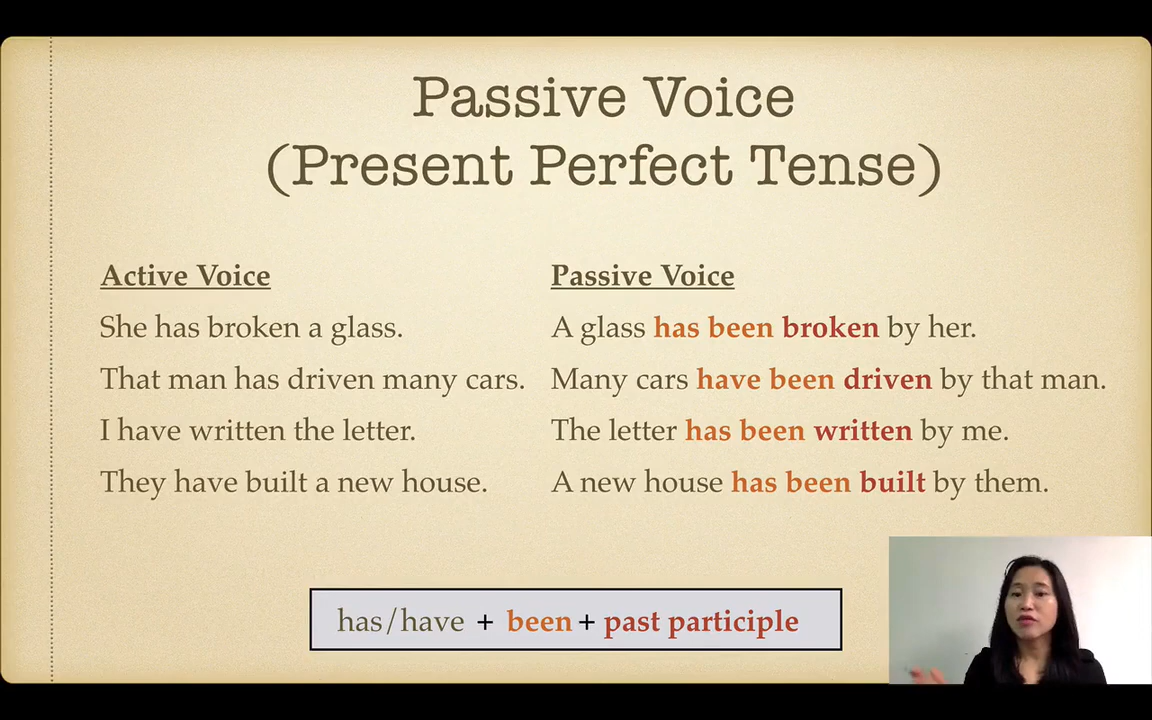 Passive Voice
(Present Perfect Tense)
Active Voice
She has broken a glass.
That man has driven many cars.
I have written the letter.
They have built a new house.
Passive Voice
A glass has been broken by her.
Many cars have been driven by that man.
The letter has been written by me.
A new house has been built by them.
has/have + been + past participle